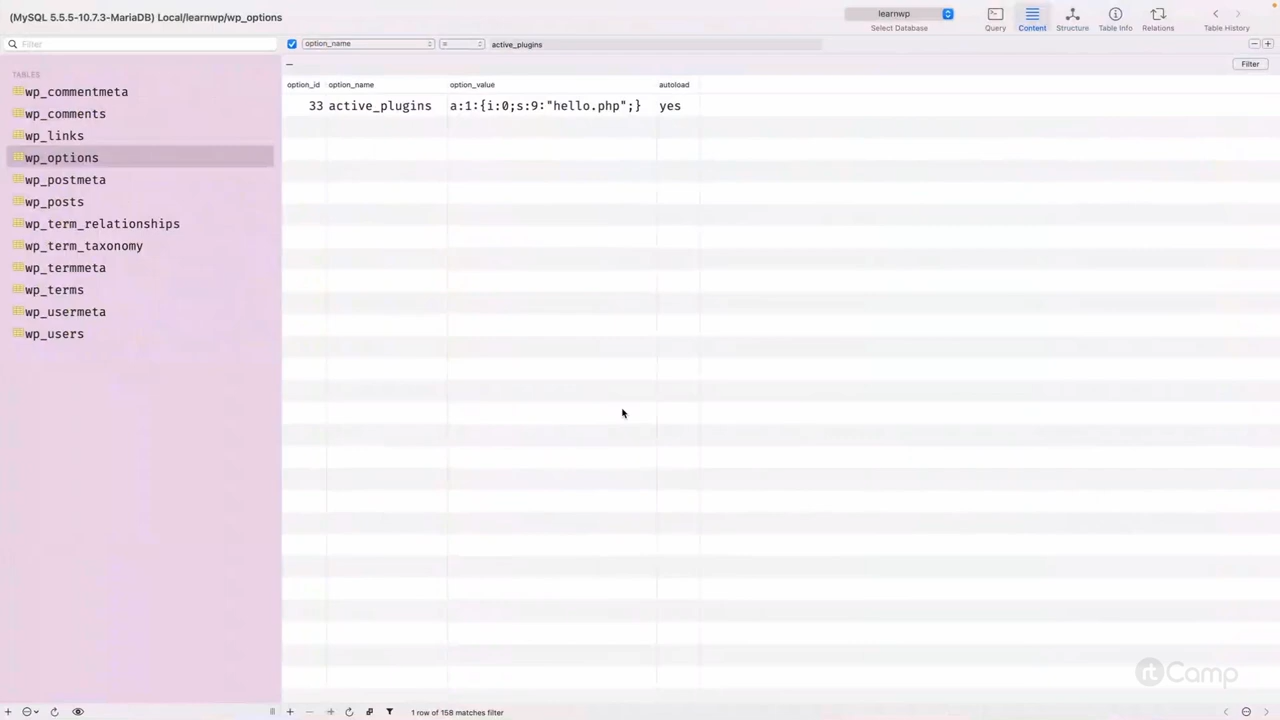 (MySQL 5.5.5-10.7.3-MariaDB) Local/learnwp/wp_options
learnwp
Select Database
Query
Content
Structure
Table Info
Relations
Table History
Filter
option_name
=
active_plugins
Filter
TABLES
wp_commentmeta
wp_comments
wp_links
wp_options
wp_postmeta
wp_posts
wp_term_relationships
wp_term_taxonomy
wp_termmeta
wp_terms
wp_usermeta
wp_users
option_id option_name option_value autoload
33 active_plugins a:1:{i:0;s:9:"hello.php";} yes
rtCamp
1 row of 158 matches filter